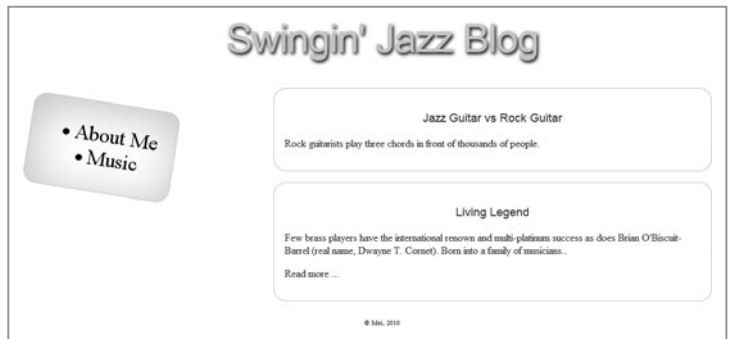 Swingin' Jazz Blog
• About Me
• Music
Jazz Guitar vs Rock Guitar
Rock guitarists play three chords in front of thousands of people.
Living Legend
Few brass players have the international renown and multi-platinum success as does Brian O'Biscuit-
Barrel (real name, Dwayne T. Cornet). Born into a family of musicians..
Read more ...
© Mei, 2010